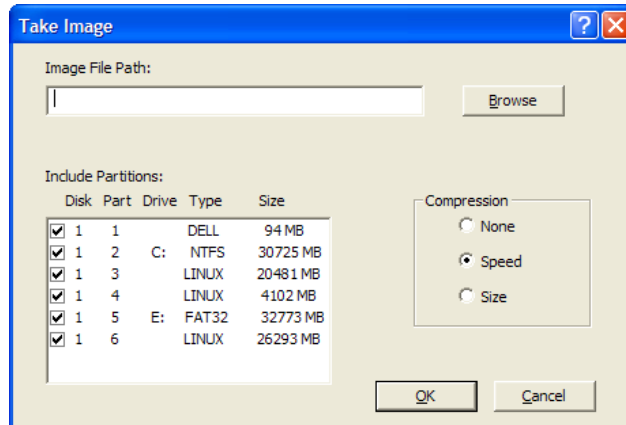 Take Image
Image File Path:
Browse
Include Partitions:
Disk Part Drive Type Size
1 1 DELL 94 MB
1 2 C: NTFS 30725 MB
1 3 LINUX 20481 MB
1 4 LINUX 4102 MB
1 5 E: FAT32 32773 MB
1 6 LINUX 26293 MB
Compression
None
Speed
Size
OK Cancel